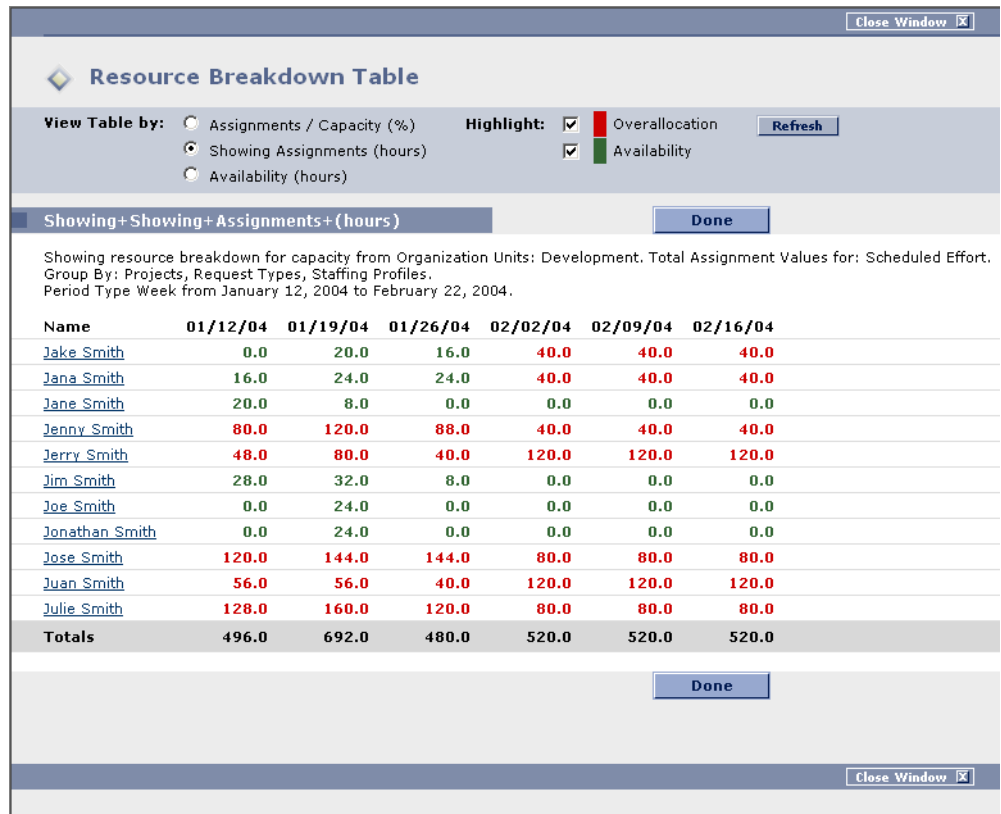 Close Window X
Resource Breakdown Table
View Table by: Assignments / Capacity (%) Highlight: Overallocation Refresh
Showing Assignments (hours) Availability
Availability (hours)
Showing+Showing+Assignments+(hours) Done
Showing resource breakdown for capacity from Organization Units: Development. Total Assignment Values for: Scheduled Effort.
Group By: Projects, Request Types, Staffing Profiles.
Period Type Week from January 12, 2004 to February 22, 2004.
Name 01/12/04 01/19/04 01/26/04 02/02/04 02/09/04 02/16/04
Jake Smith 0.0 20.0 16.0 40.0 40.0 40.0
Jana Smith 16.0 24.0 24.0 40.0 40.0 40.0
Jane Smith 20.0 8.0 0.0 0.0 0.0 0.0
Jenny Smith 80.0 120.0 88.0 40.0 40.0 40.0
Jerry Smith 48.0 80.0 40.0 120.0 120.0 120.0
Jim Smith 28.0 32.0 8.0 0.0 0.0 0.0
Joe Smith 0.0 24.0 0.0 0.0 0.0 0.0
Jonathan Smith 0.0 24.0 0.0 0.0 0.0 0.0
Jose Smith 120.0 144.0 144.0 80.0 80.0 80.0
Juan Smith 56.0 56.0 40.0 120.0 120.0 120.0
Julie Smith 128.0 160.0 120.0 80.0 80.0 80.0
Totals 496.0 692.0 480.0 520.0 520.0 520.0
Done
Close Window X